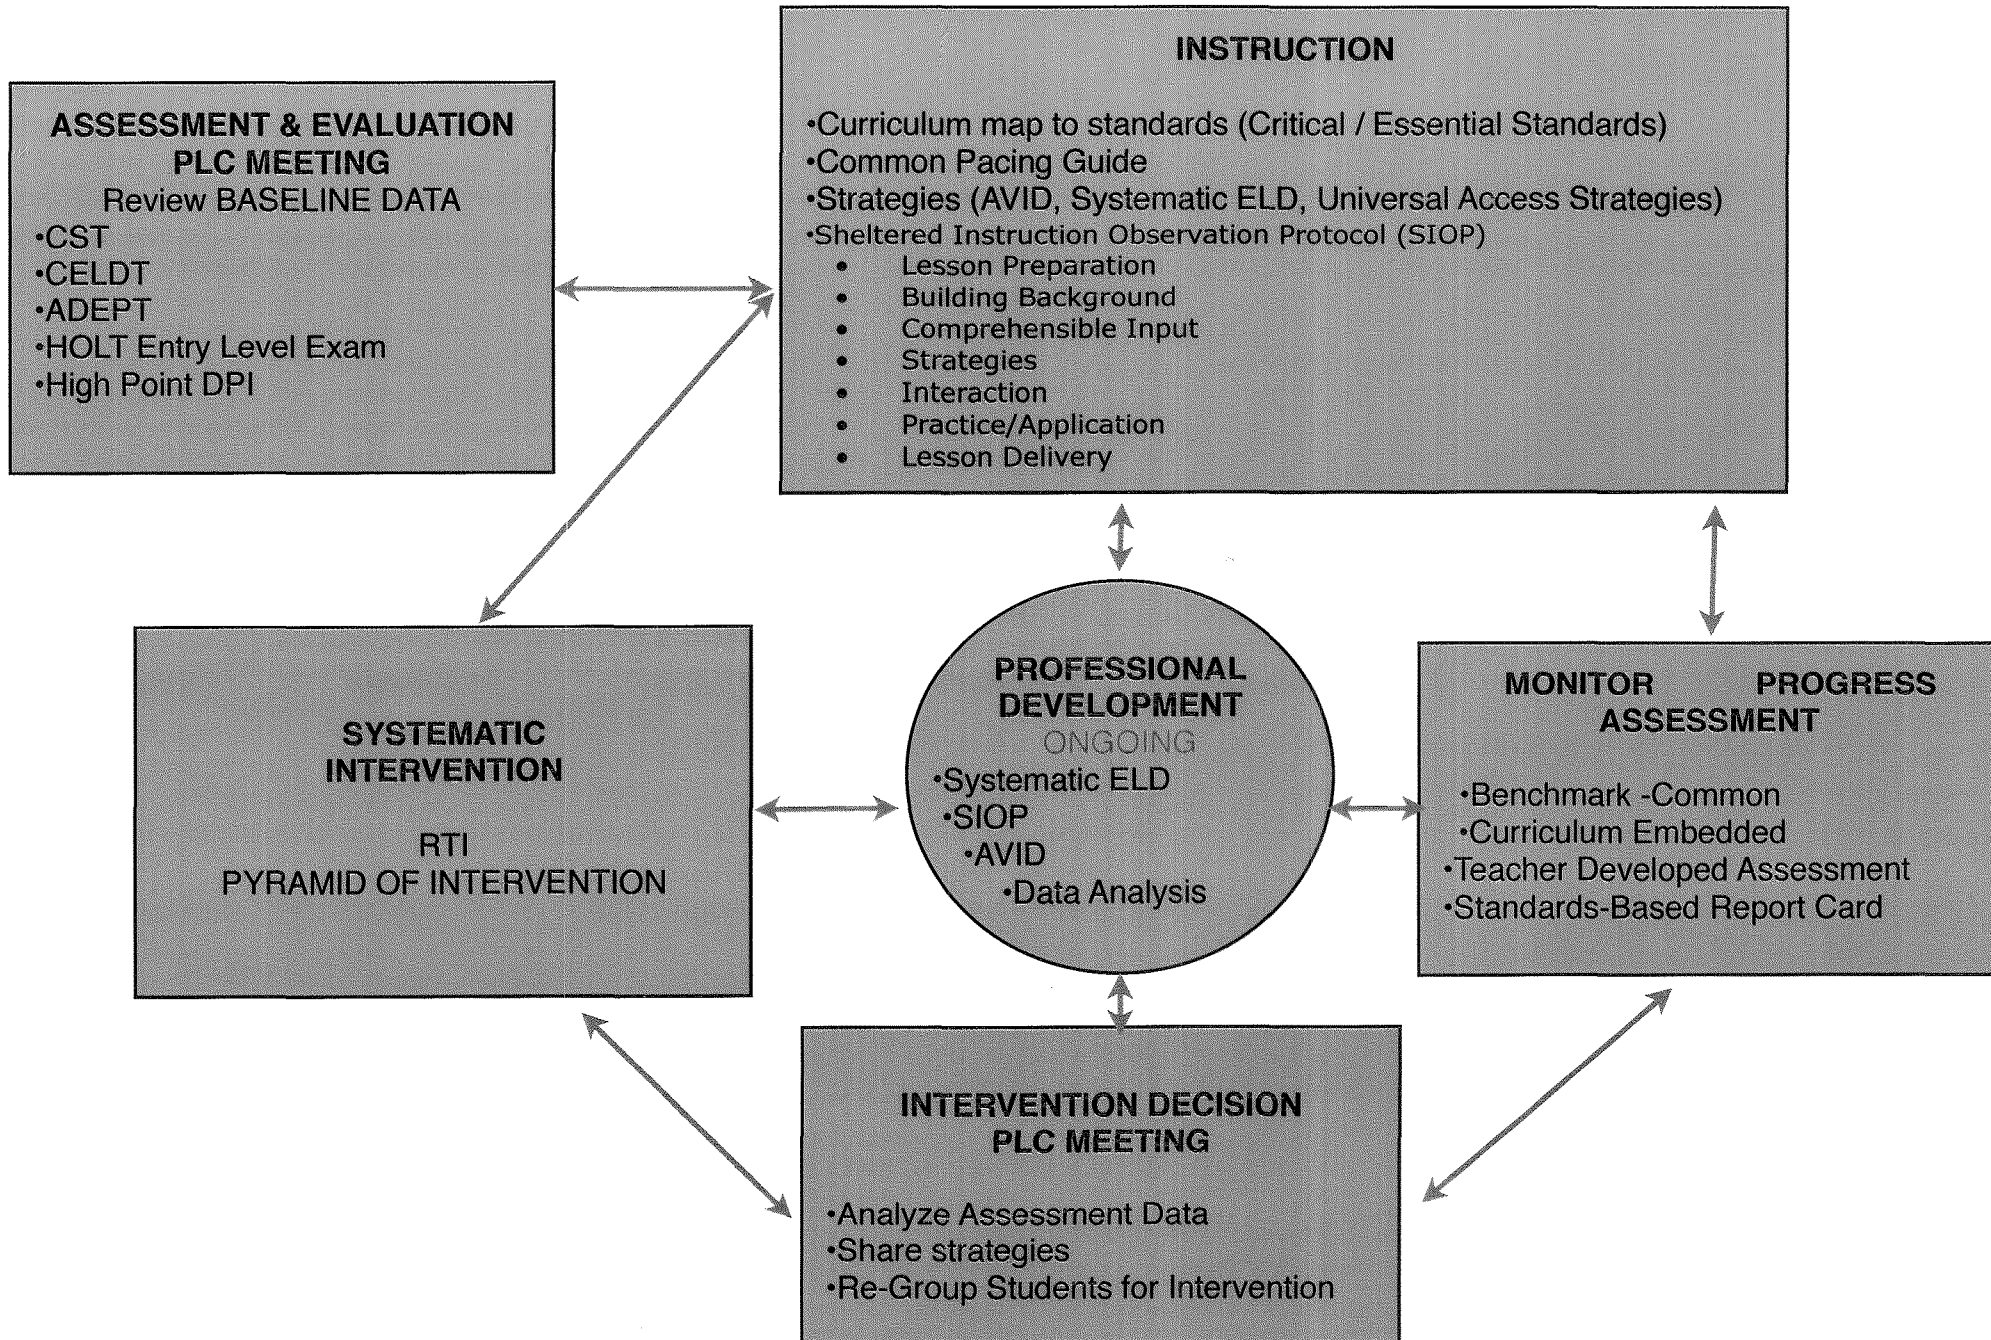 ASSESSMENT & EVALUATION
PLC MEETING
Review BASELINE DATA
•CST
•CELDT
•ADEPT
•HOLT Entry Level Exam
•High Point DPI
INSTRUCTION
•Curriculum map to standards (Critical / Essential Standards)
•Common Pacing Guide
•Strategies (AVID, Systematic ELD, Universal Access Strategies)
•Sheltered Instruction Observation Protocol (SIOP)
• Lesson Preparation
• Building Background
• Comprehensible Input
• Strategies
• Interaction
• Practice/Application
• Lesson Delivery
SYSTEMATIC
INTERVENTION
RTI
PYRAMID OF INTERVENTION
PROFESSIONAL
DEVELOPMENT
ONGOING
•Systematic ELD
•SIOP
•AVID
•Data Analysis
MONITOR PROGRESS
ASSESSMENT
•Benchmark -Common
•Curriculum Embedded
•Teacher Developed Assessment
•Standards-Based Report Card
INTERVENTION DECISION
PLC MEETING
•Analyze Assessment Data
•Share strategies
•Re-Group Students for Intervention